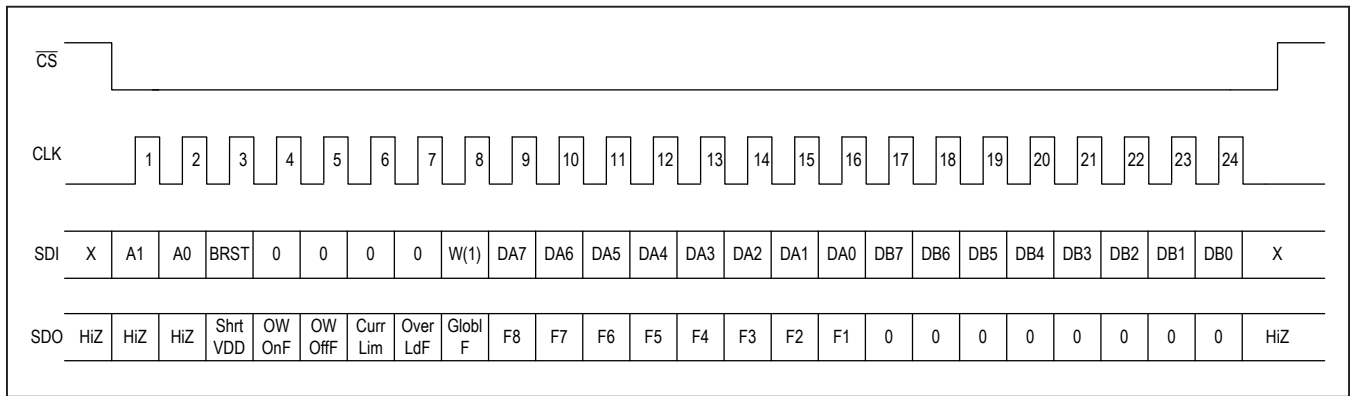 CS
CLK 1 2 3 4 5 6 7 8 9 10 11 12 13 14 15 16 17 18 19 20 21 22 23 24
SDI X A1 A0 BRST 0 0 0 0 W(1) DA7 DA6 DA5 DA4 DA3 DA2 DA1 DA0 DB7 DB6 DB5 DB4 DB3 DB2 DB1 DB0 X
SDO HiZ HiZ HiZ Shrt VDD OW OnF OW OffF Curr Lim Over LdF Globl F F8 F7 F6 F5 F4 F3 F2 F1 0 0 0 0 0 0 0 0 HiZ